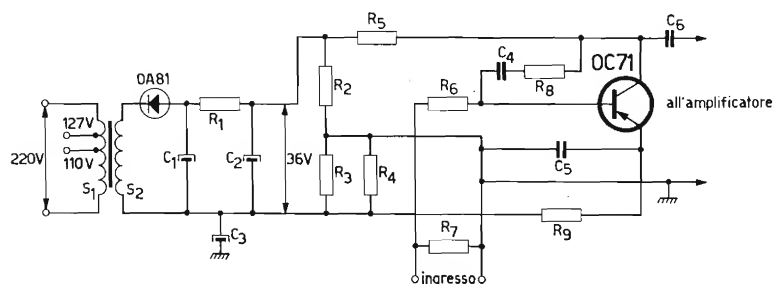 R5
C6
C4
R8
OC71
OA81
R2
R6
R1
all'amplificatore
127V
220V
110V
C1
C2
36V
R3
R4
C5
S1
S2
C3
R7
R9
ingresso